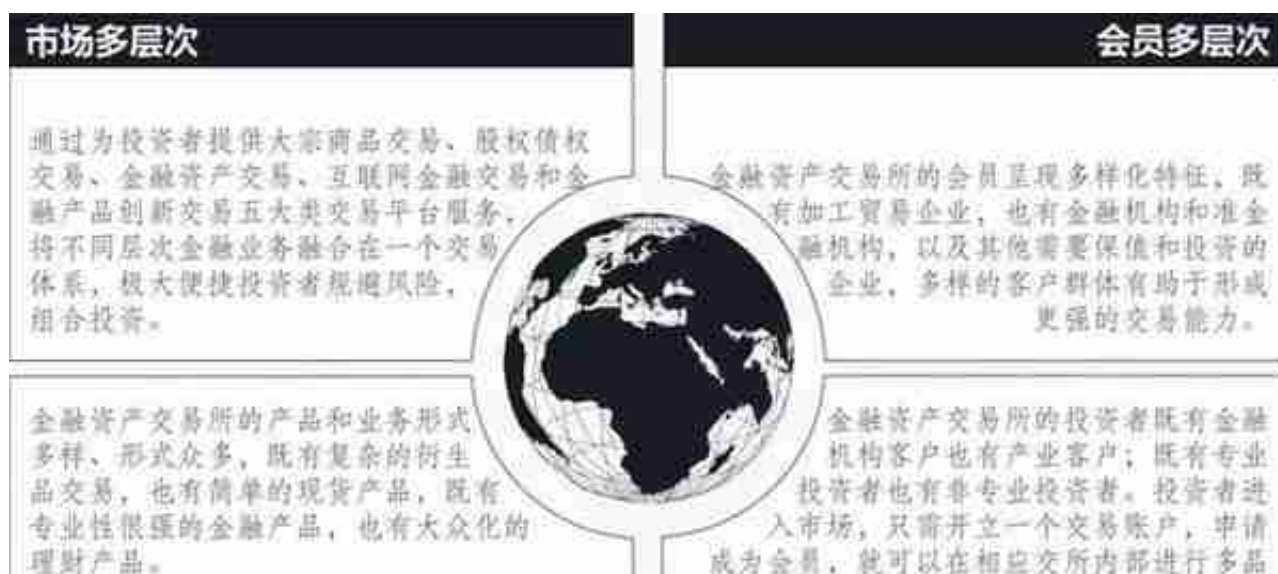 市场多层次
通过为投资者提供大宗商品交易、股权债权
交易、金融资产交易、互联网金融交易和金
融产品创新交易五大类交易平台服务,
将不同层次金融业务融合在一个交易
体系，极大便捷投资者规避风险，
组合投资。
会员多层次
金融资产交易所的会员呈现多样化特征，既
有加工贸易企业，也有金融机构和准金
融机构，以及其他需要保值和投资的
企业，多样的客户群体有助于形成
更强的交易能力。
金融资产交易所的产品和业务形式
多样、形式众多，既有复杂的衍生
品交易，也有简单的现货产品，既有
专业性很强的金融产品，也有大众化的
理财产品。
金融资产交易所的投资者既有金融
机构客户也有产业客户；既有专业
投资者也有非专业投资者。投资者进
入市场，只需开立一个交易账户，申请
成为会员，就可以在相应交所内部进行多品